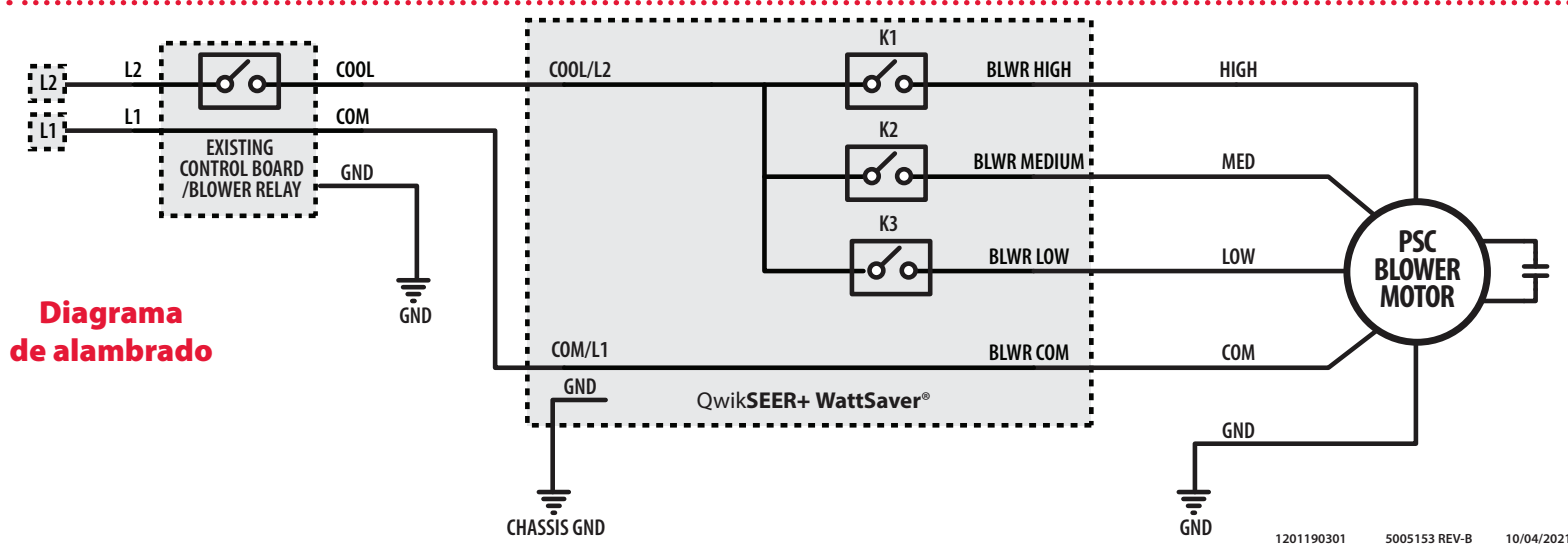 K1
L2 L2 COOL COOL/L2 BLWR HIGH HIGH
L1 L1 COM
EXISTING
CONTROL BOARD
/BLOWER RELAY
GND
GND
K2
BLWR MEDIUM MED
K3
BLWR LOW LOW
PSC
BLOWER
MOTOR
Diagrama
de alambrado
COM/L1 BLWR COM COM
GND
QwikSEER+ WattSaver®
CHASSIS GND
GND
GND
1201190301 5005153 REV-B 10/04/2021